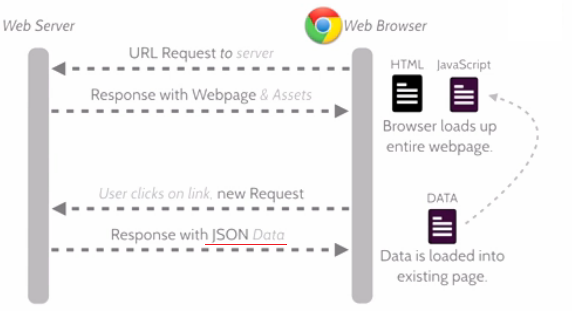 Web Server
Web Browser
URL Request to server
Response with Webpage & Assets
HTML
JavaScript
Browser loads up
entire webpage.
User clicks on link, new Request
Response with JSON Data
DATA
Data is loaded into
existing page.